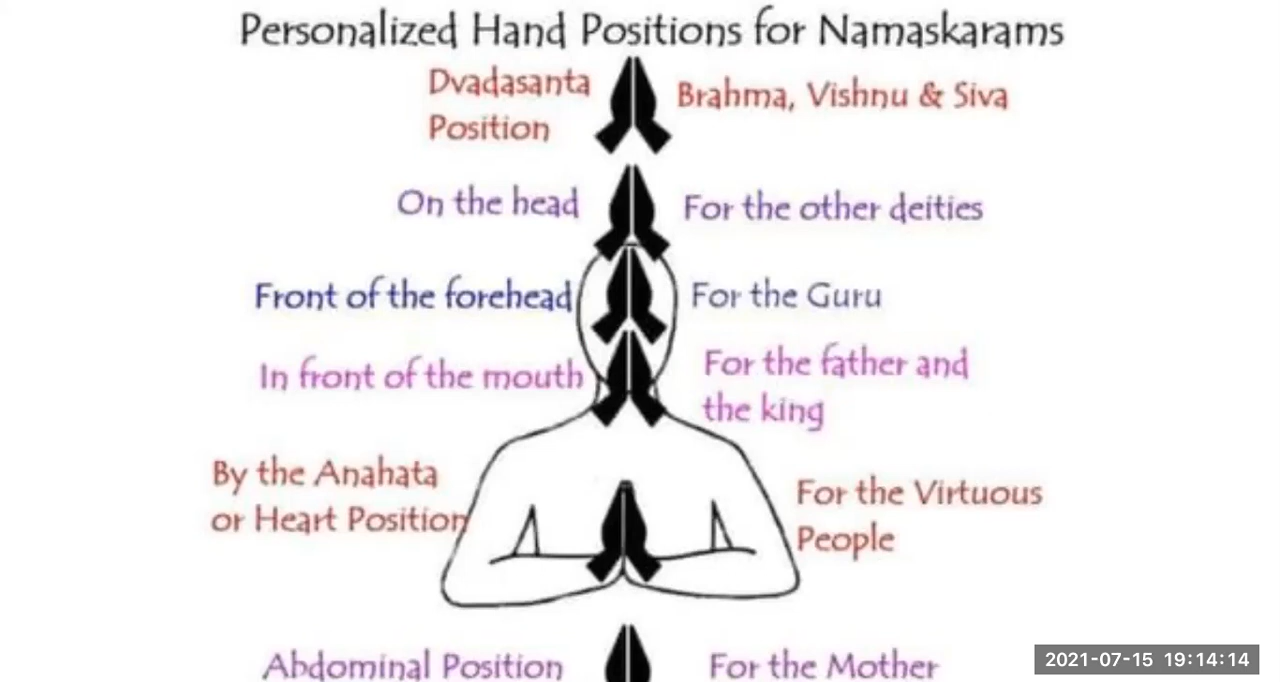 Personalized Hand Positions for Namaskarams
Dvadasanta
Position
Brahma, Vishnu & Siva
On the head
For the other deities
Front of the forehead
For the Guru
In front of the mouth
For the father and
the king
By the Anahata
or Heart Position
For the Virtuous
People
Abdominal Position
For the Mother
2021-07-15 19:14:14